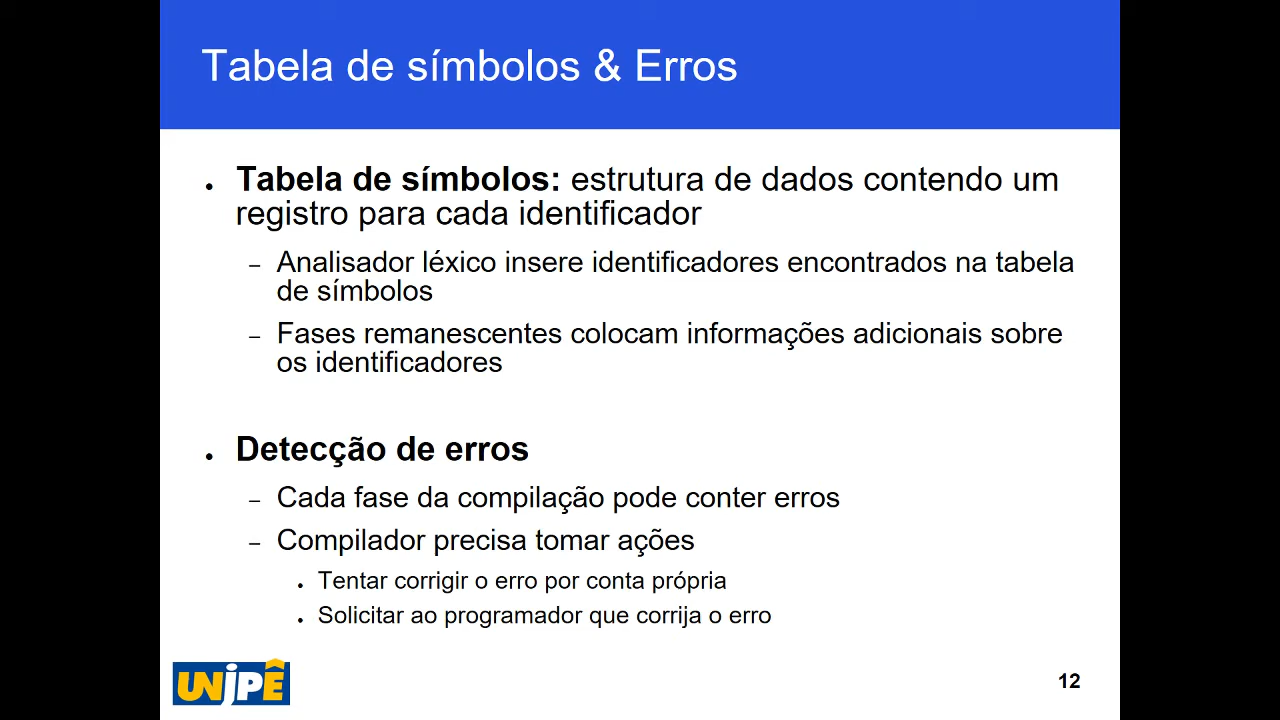 Tabela de símbolos & Erros
• Tabela de símbolos: estrutura de dados contendo um
registro para cada identificador
– Analisador léxico insere identificadores encontrados na tabela
de símbolos
– Fases remanescentes colocam informações adicionais sobre
os identificadores
• Detecção de erros
– Cada fase da compilação pode conter erros
– Compilador precisa tomar ações
• Tentar corrigir o erro por conta própria
• Solicitar ao programador que corrija o erro
UNIPÊ
12